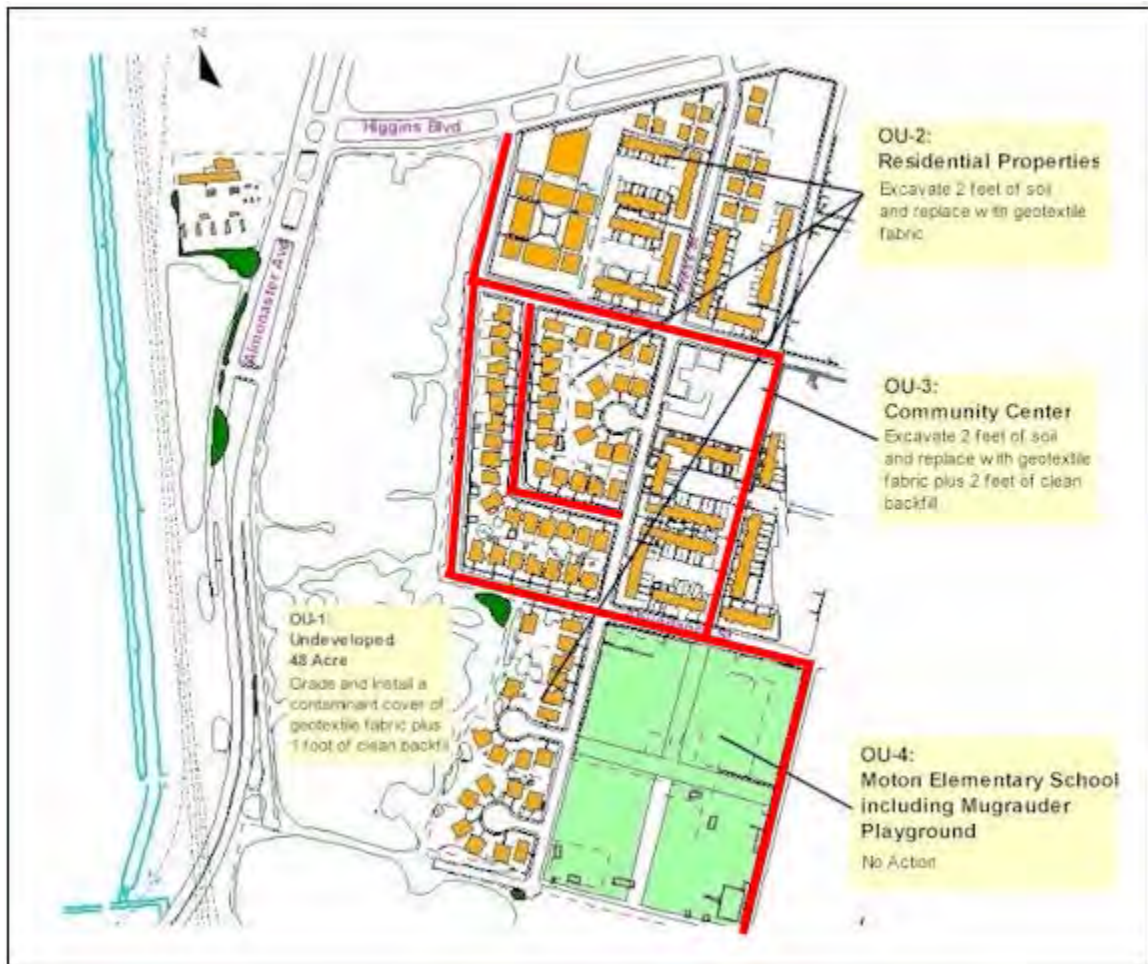 N
Higgins Blvd
Almonaster Avd
OU-2:
Residential Properties
Excavate 2 feet of soil
and replace with geotextile
fabric
OU-3:
Community Center
Excavate 2 feet of soil
and replace with geotextile
fabric plus 2 feet of clean
backfill
OU-1:
Undeveloped
48 Acre
Grade and install a
contaminant cover of
geotextile fabric plus
1 foot of clean backfill
OU-4:
Moton Elementary School
including Mugrauder
Playground
No Action